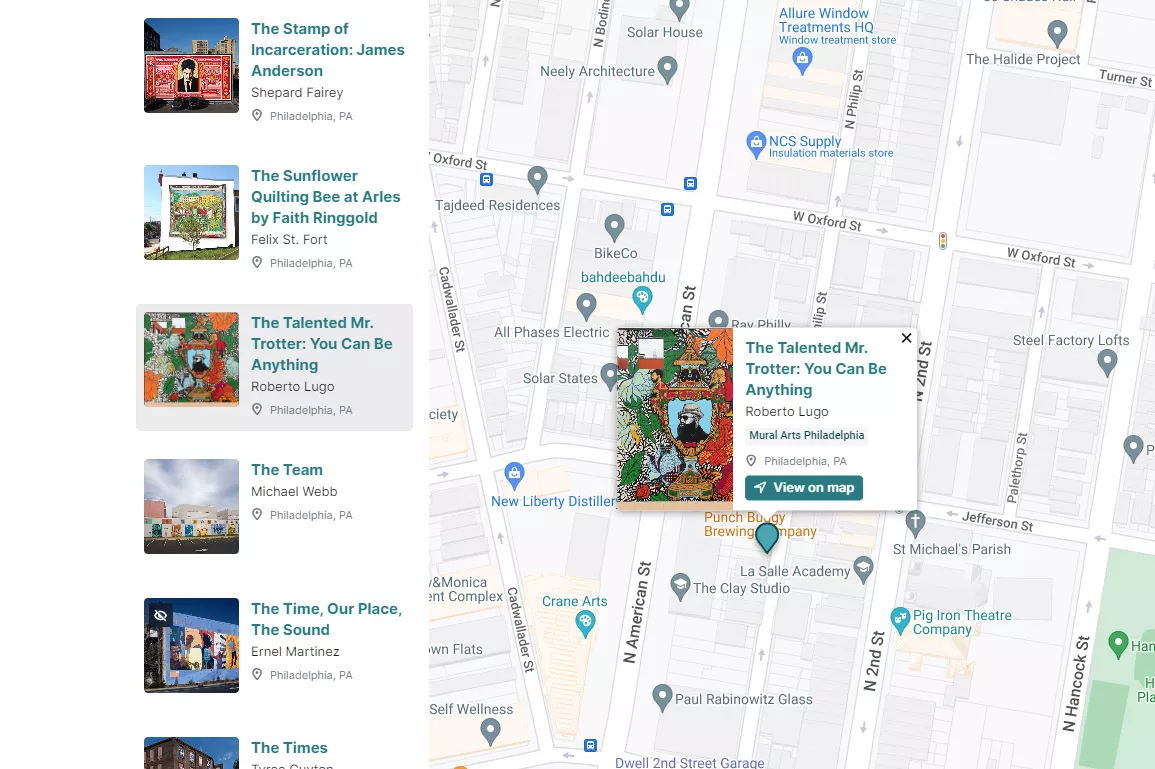 The Stamp of
Incarceration: James
Anderson
Shepard Fairey
Philadelphia, PA
The Sunflower
Quilting Bee at Arles
by Faith Ringgold
Felix St. Fort
Philadelphia, PA
The Talented Mr.
Trotter: You Can Be
Anything
Roberto Lugo
Philadelphia, PA
The Team
Michael Webb
Philadelphia, PA
The Time, Our Place,
The Sound
Ernel Martinez
Philadelphia, PA
The Times
Tyree Guyton
N Bodine
Solar House
Allure Window
Treatments HQ
Window treatment store
The Halide Project
Turner St
Neely Architecture
N Philip St
NCS Supply
Insulation materials store
Oxford St
Tajdeed Residences
W Oxford St
W Oxford St
BikeCo
bahdeebahdu
Cadwallader St
can St
Ray Philly
hilip St
All Phases Electric
Steel Factory Lofts
Solar States
N 2nd St
ciety
The Talented Mr.
Trotter: You Can Be
Anything
Roberto Lugo
Mural Arts Philadelphia
Philadelphia, PA
View on map
Palethorp St
New Liberty Distiller
Punch Buggy
Brewing Company
Jefferson St
St Michael's Parish
La Salle Academy
The Clay Studio
w&Monica
ent Complex
Crane Arts
Cadwallader St
N American St
Pig Iron Theatre
Company
own Flats
N 2nd St
N Hancock St
Han
H
Pla
Self Wellness
Paul Rabinowitz Glass
Dwell 2nd Street Garage